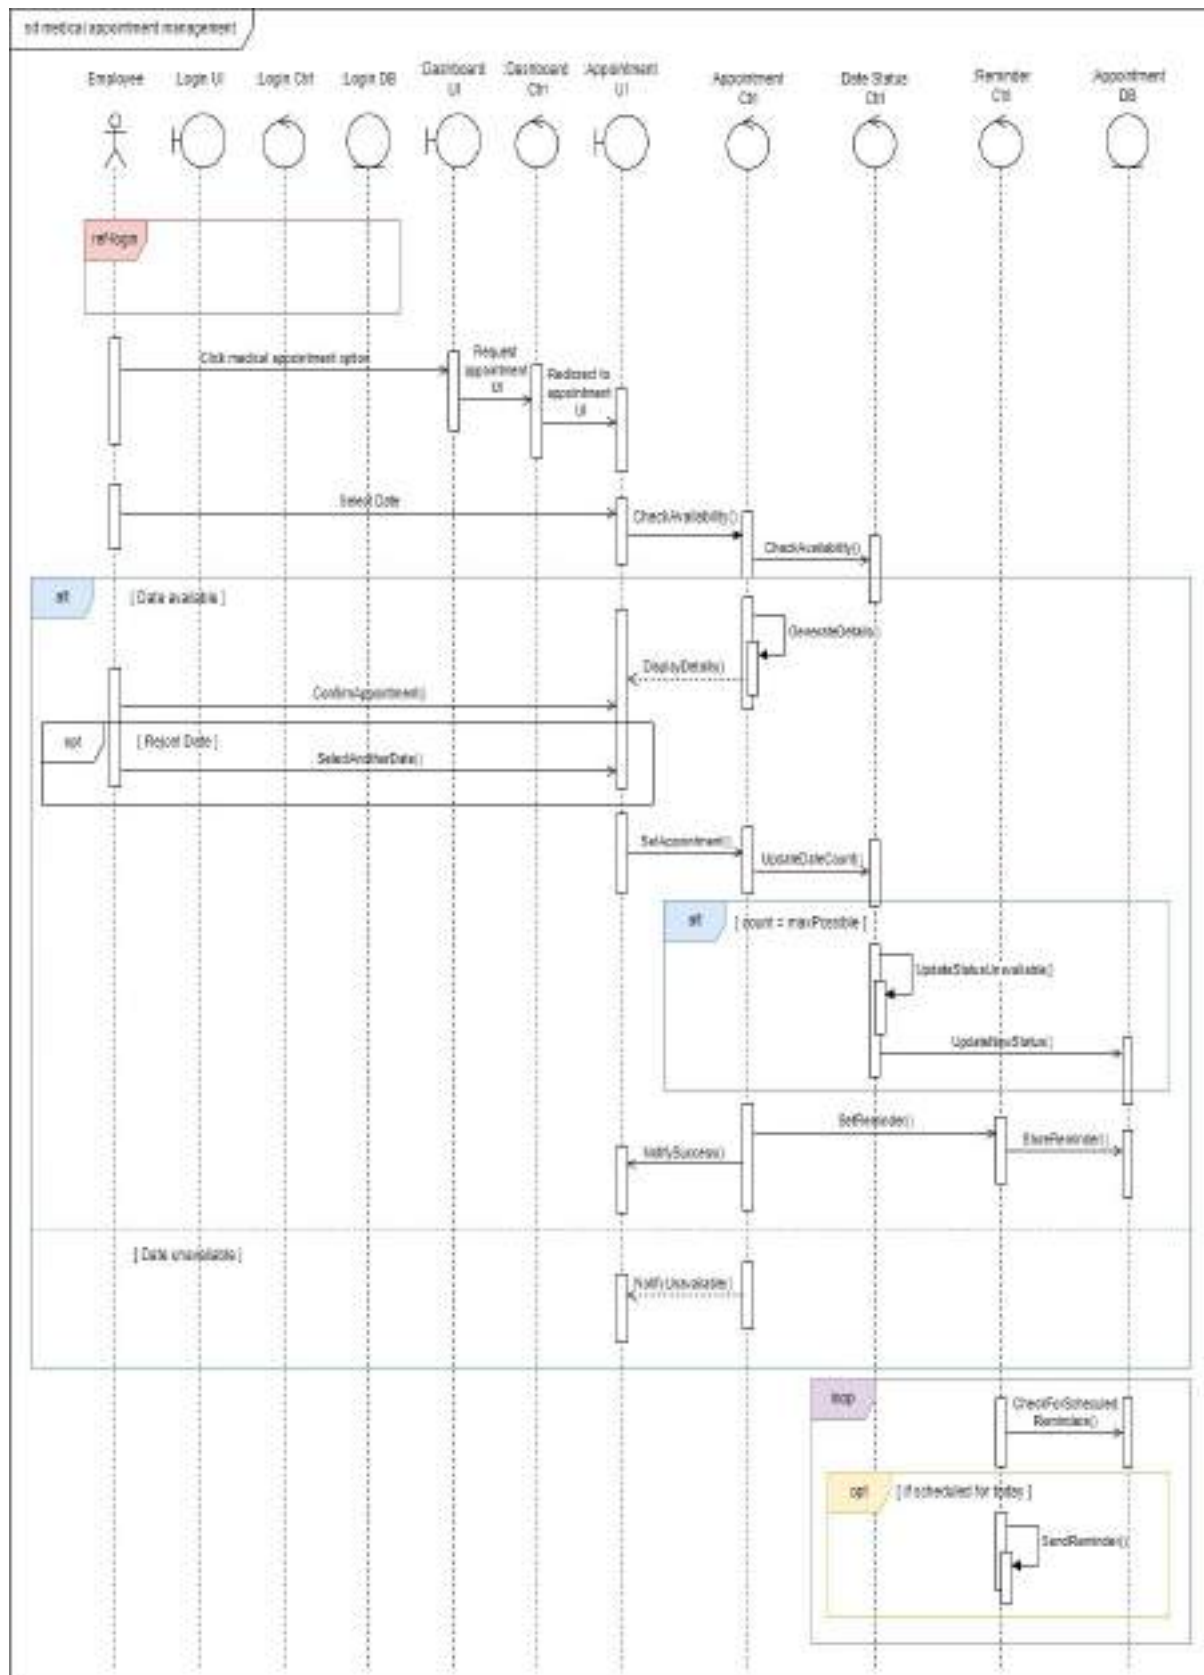 sd medical appointment management
:Employee
:Login UI
:Login Ctrl
:Login DB
:Dashboard
UI
:Dashboard
Ctrl
:Appointment
UI
:Appointment
Ctrl
:Date Status
Ctrl
:Reminder
Ctrl
:Appointment
DB
ref-login
Click medical appointment option
Request
appointment
UI
Redirect to
appointment
UI
Select Date
CheckAvailability()
CheckAvailability()
alt
[ Date available ]
GenerateDetails()
DisplayDetails()
ConfirmAppointment()
opt
[ Reject Date ]
SelectAnotherDate()
SetAppointment()
UpdateDateCount()
alt
[ count = maxPossible ]
UpdateStatusUnavailable()
UpdateNewStatus()
SetReminder()
StoreReminder()
NotifySuccess()
[ Date unavailable ]
NotifyUnavailable()
loop
CheckForScheduled
Reminders()
opt
[ if scheduled for today ]
SendReminder()